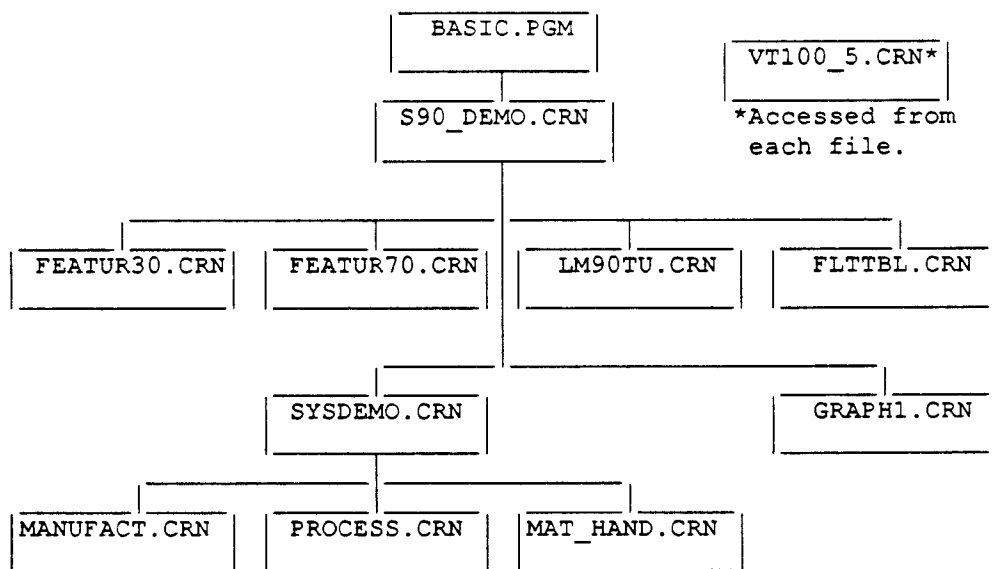 BASIC.PGM
VT100_5.CRN*
S90_DEMO.CRN
*Accessed from
each file.
FEATUR30.CRN
FEATUR70.CRN
LM90TU.CRN
FLTTBL.CRN
SYSDEMO.CRN
GRAPH1.CRN
MANUFACT.CRN
PROCESS.CRN
MAT_HAND.CRN